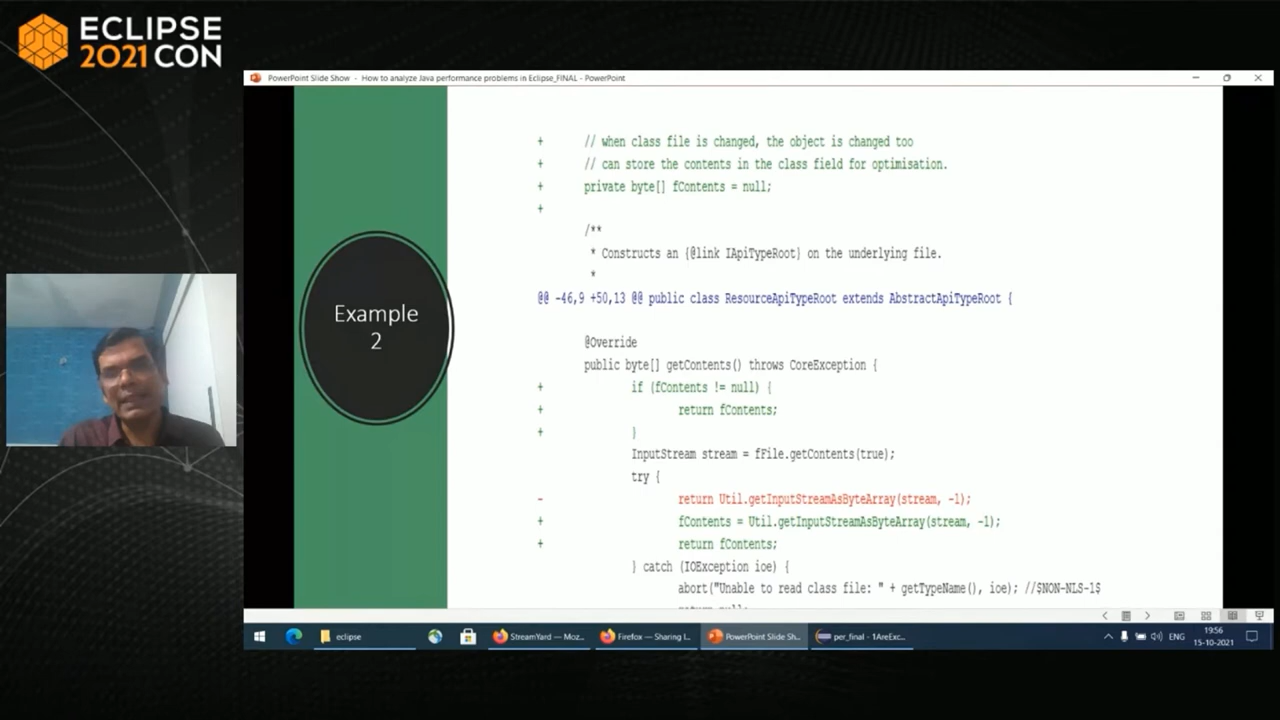 ECLIPSE
2021 CON
PowerPoint Slide Show - How to analyze Java performance problems in Eclipse_FINAL - PowerPoint
Example
2
+ // when class file is changed, the object is changed too
+ // can store the contents in the class field for optimisation.
+ private byte[] fContents = null;
+
/**
* Constructs an {@link IApiTypeRoot} on the underlying file.
*
@@ -46,9 +50,13 @@ public class ResourceApiTypeRoot extends AbstractApiTypeRoot {
@Override
public byte[] getContents() throws CoreException {
+ if (fContents != null) {
+ return fContents;
+ }
InputStream stream = fFile.getContents(true);
try {
- return Util.getInputStreamAsByteArray(stream, -1);
+ fContents = Util.getInputStreamAsByteArray(stream, -1);
+ return fContents;
} catch (IOException ioe) {
abort("Unable to read class file: " + getTypeName(), ioe); //$NON-NLS-1$
eclipse
StreamYard — Moz...
Firefox — Sharing I...
PowerPoint Slide Sh...
per_final - 1AreExc...
ENG
19:56
15-10-2021